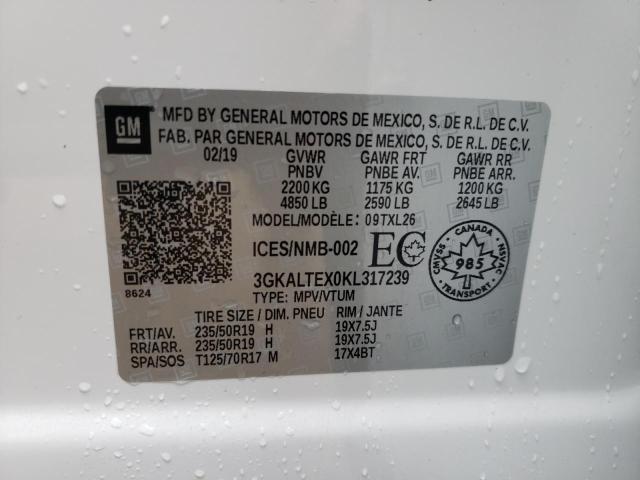 GM
MFD BY GENERAL MOTORS DE MEXICO, S. DE R.L. DE C.V.
FAB. PAR GENERAL MOTORS DE MEXICO, S. DE R.L. DE C.V.
02/19 GVWR GAWR FRT GAWR RR
PNBV PNBE AV. PNBE ARR.
2200 KG 1175 KG 1200 KG
4850 LB 2590 LB 2645 LB
MODEL/MODÈLE: 09TXL26
ICES/NMB-002 EC
CANADA
CMVSS 985 NSVAC
TRANSPORT
3GKALTEX0KL317239
8624
TYPE: MPV/VTUM
TIRE SIZE / DIM. PNEU RIM / JANTE
FRT/AV. 235/50R19 H 19X7.5J
RR/ARR. 235/50R19 H 19X7.5J
SPA/SOS T125/70R17 M 17X4BT